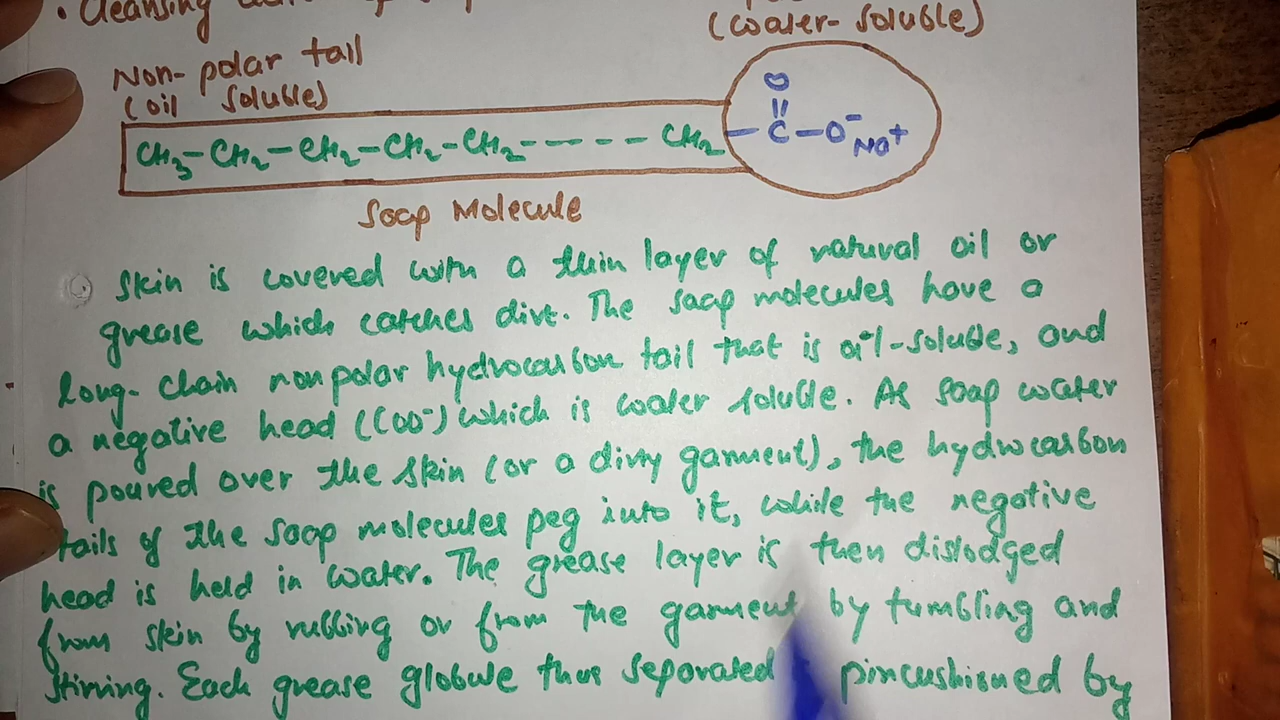 • Cleansing
(water-soluble)
Non-polar tail
(oil soluble)
O
||
CH3-CH2-CH2-CH2-CH2------CH2 - C-O- Na+
Soap Molecule
Skin is covered with a thin layer of natural oil or
grease which catches dirt. The soap molecules have a
long-chain nonpolar hydrocarbon tail that is oil-soluble, and
a negative head (COO-) which is water soluble. As soap water
is poured over the skin (or a dirty garment), the hydrocarbon
tails of the soap molecules peg into it, while the negative
head is held in water. The grease layer is then dislodged
from skin by rubbing or from the garment by tumbling and
stirring. Each grease globule thus separated pincushioned by